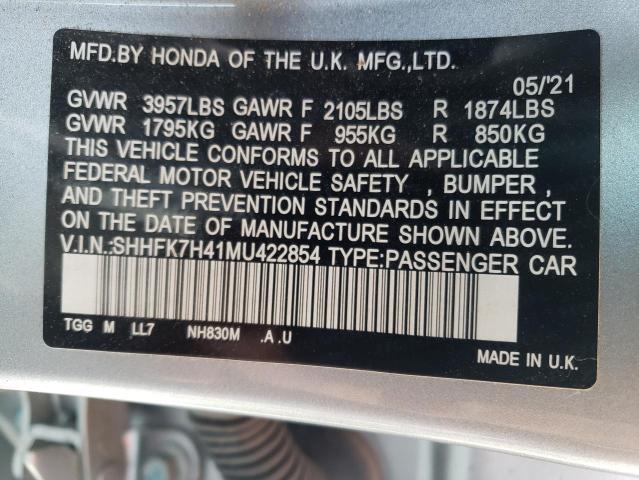 MFD.BY HONDA OF THE U.K. MFG.,LTD.
05/'21
GVWR 3957LBS GAWR F 2105LBS R 1874LBS
GVWR 1795KG GAWR F 955KG R 850KG
THIS VEHICLE CONFORMS TO ALL APPLICABLE
FEDERAL MOTOR VEHICLE SAFETY , BUMPER ,
AND THEFT PREVENTION STANDARDS IN EFFECT
ON THE DATE OF MANUFACTURE SHOWN ABOVE.
V.I.N.:SHHFK7H41MU422854 TYPE:PASSENGER CAR
TGG M LL7 NH830M .A .U
MADE IN U.K.